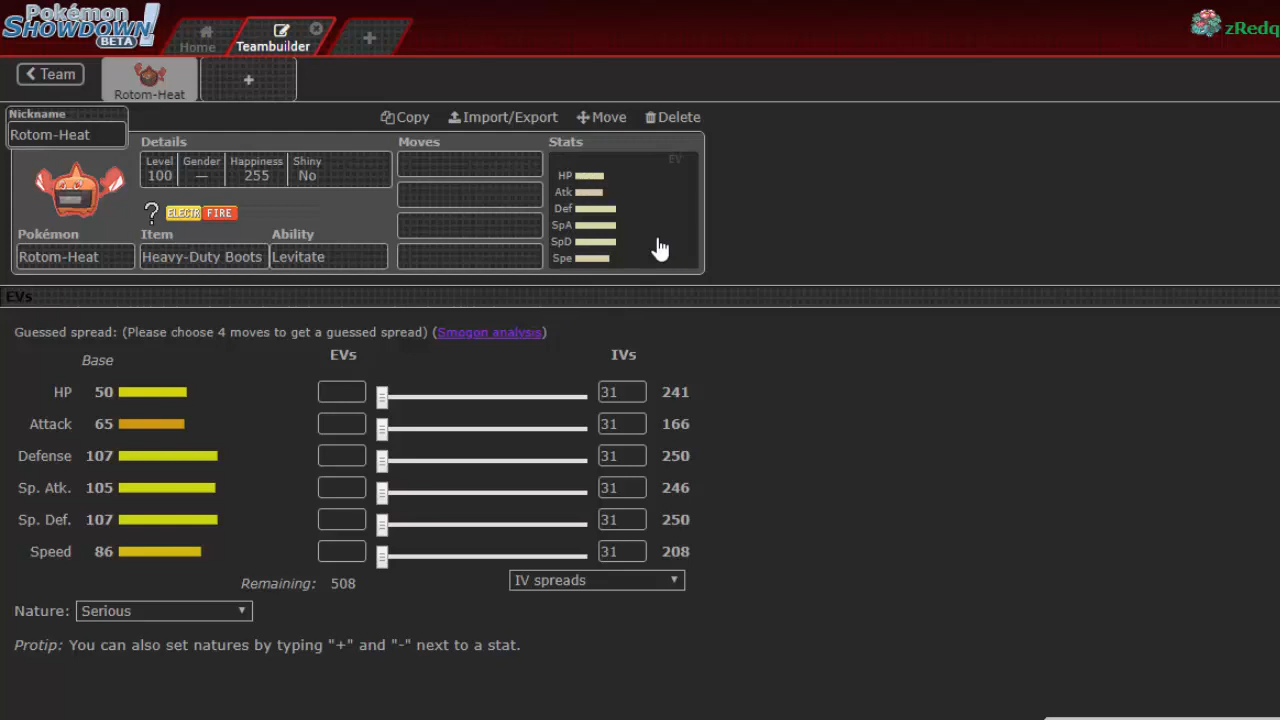 Pokémon
SHOWDOWN!
BETA
Home
Teambuilder
+
zRedq
Team
Rotom-Heat
+
Nickname
Rotom-Heat
Copy Import/Export Move Delete
Details Moves Stats
EV
Level Gender Happiness Shiny
100 — 255 No
HP
Atk
Def
SpA
SpD
Spe
? ELECTR FIRE
Pokémon Item Ability
Rotom-Heat Heavy-Duty Boots Levitate
EVs
Guessed spread: (Please choose 4 moves to get a guessed spread) (Smogon analysis)
Base EVs IVs
HP 50 31 241
Attack 65 31 166
Defense 107 31 250
Sp. Atk. 105 31 246
Sp. Def. 107 31 250
Speed 86 31 208
Remaining: 508 IV spreads
Nature: Serious
Protip: You can also set natures by typing "+" and "-" next to a stat.